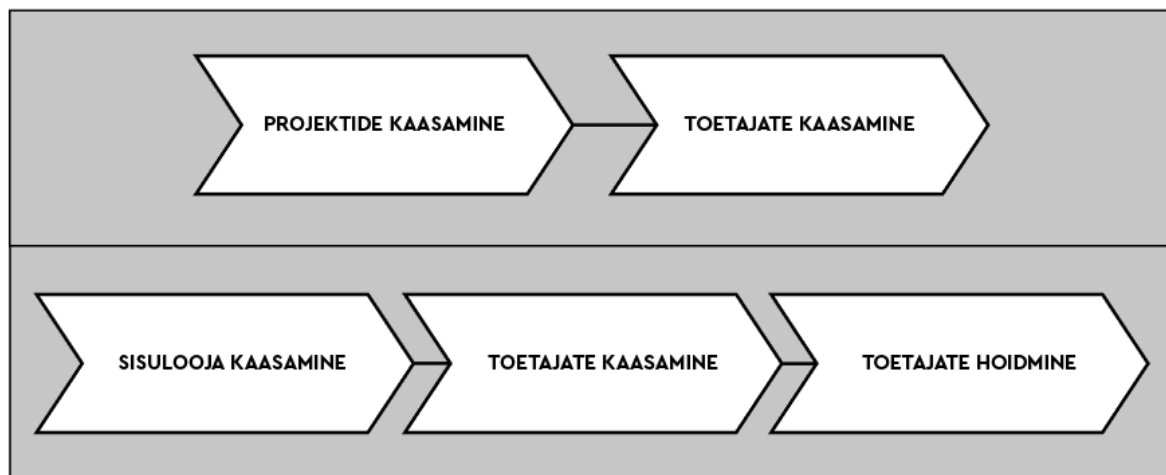 PROJEKTIDE KAASAMINE
TOETAJATE KAASAMINE
SISULOOJA KAASAMINE
TOETAJATE KAASAMINE
TOETAJATE HOIDMINE